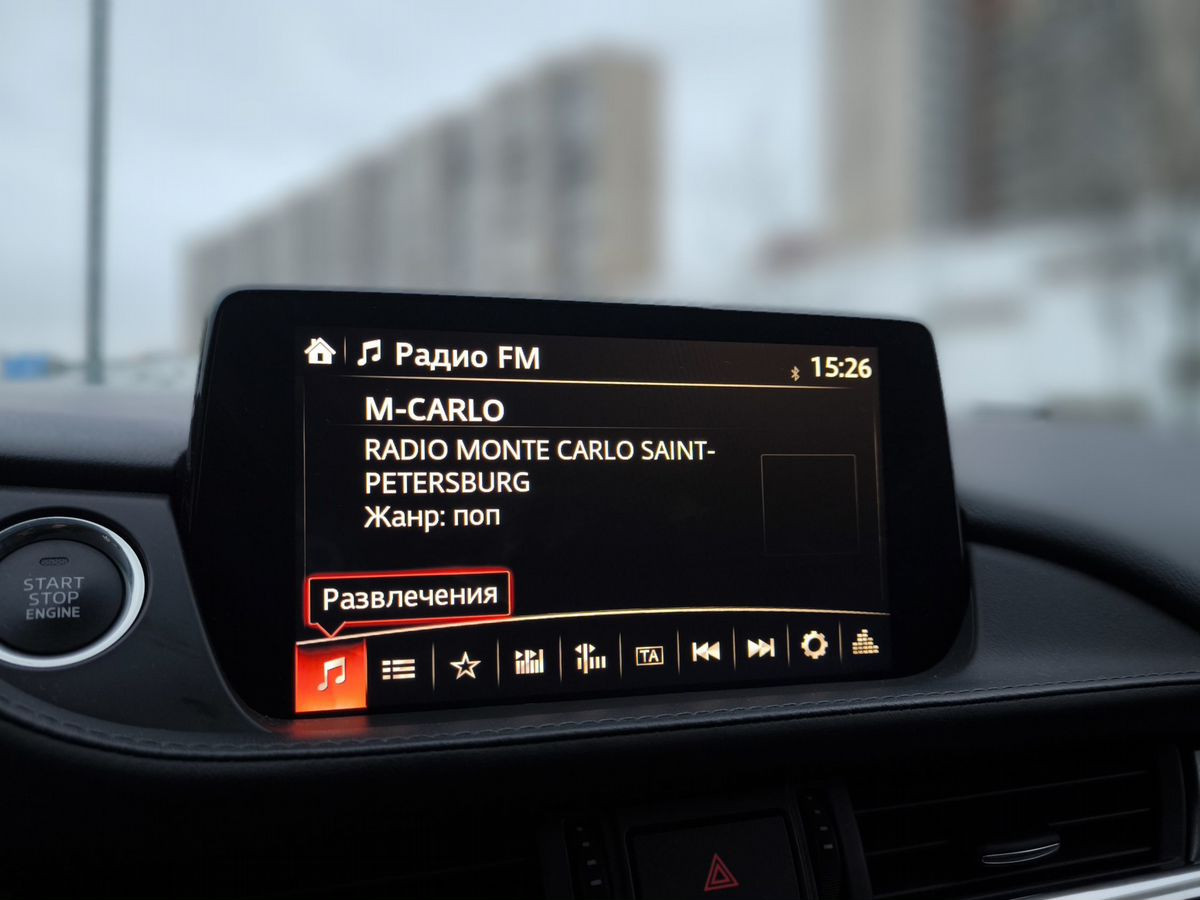 Радио FM
15:26
M-CARLO
RADIO MONTE CARLO SAINT-
PETERSBURG
Жанр: поп
Развлечения
TA
START
STOP
ENGINE